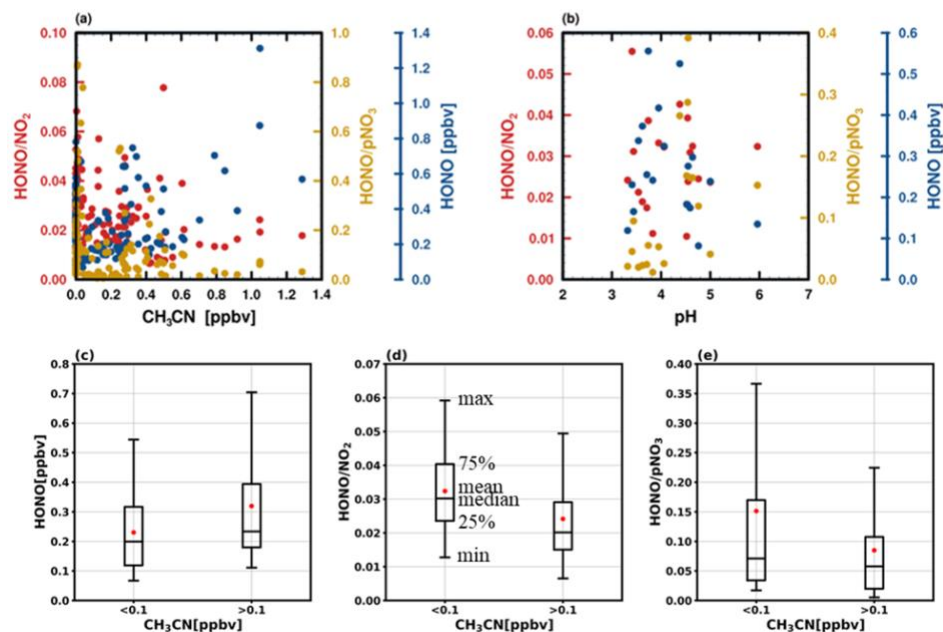 (a)
HONO/NO2
0.10
0.08
0.06
0.04
0.02
0.00
0.0 0.2 0.4 0.6 0.8 1.0 1.2 1.4
CH3CN [ppbv]
1.0
0.8
0.6
0.4
0.2
0.0
HONO/pNO3
1.4
1.2
1.0
0.8
0.6
0.4
0.2
0.0
HONO [ppbv]
(b)
HONO/NO2
0.06
0.05
0.04
0.03
0.02
0.01
0.00
2 3 4 5 6 7
pH
0.4
0.3
0.2
0.1
0.0
HONO/pNO3
0.6
0.5
0.4
0.3
0.2
0.1
0.0
HONO [ppbv]
(c)
HONO[ppbv]
0.8
0.7
0.6
0.5
0.4
0.3
0.2
0.1
0.0
<0.1 >0.1
CH3CN[ppbv]
(d)
HONO/NO2
0.07
0.06
0.05
0.04
0.03
0.02
0.01
0.00
max
75%
mean
median
25%
min
<0.1 >0.1
CH3CN[ppbv]
(e)
HONO/pNO3
0.40
0.35
0.30
0.25
0.20
0.15
0.10
0.05
0.00
<0.1 >0.1
CH3CN[ppbv]